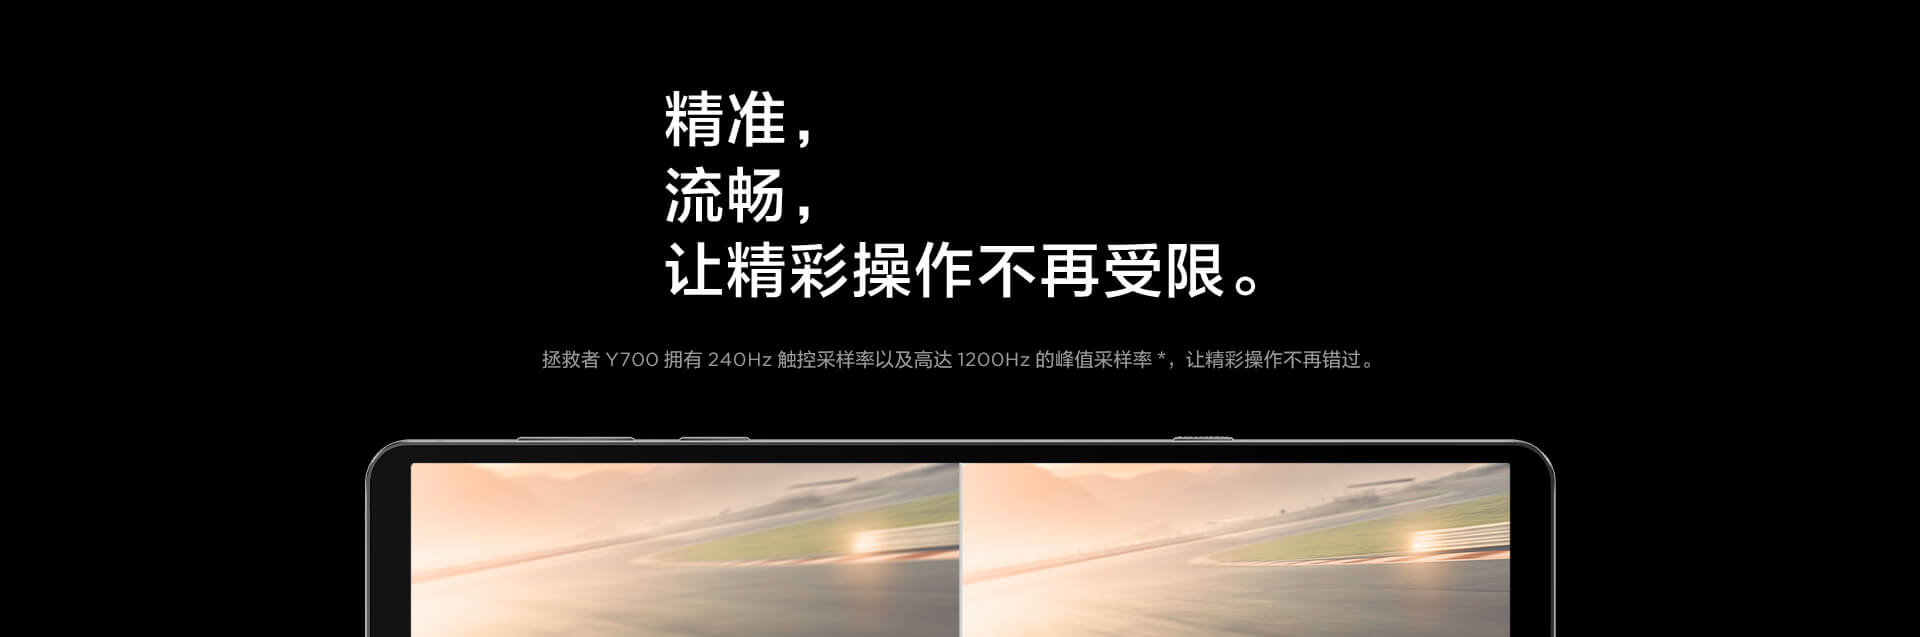 精准，
流畅，
让精彩操作不再受限。
拯救者 Y700 拥有 240Hz 触控采样率以及高达 1200Hz 的峰值采样率 *，让精彩操作不再错过。